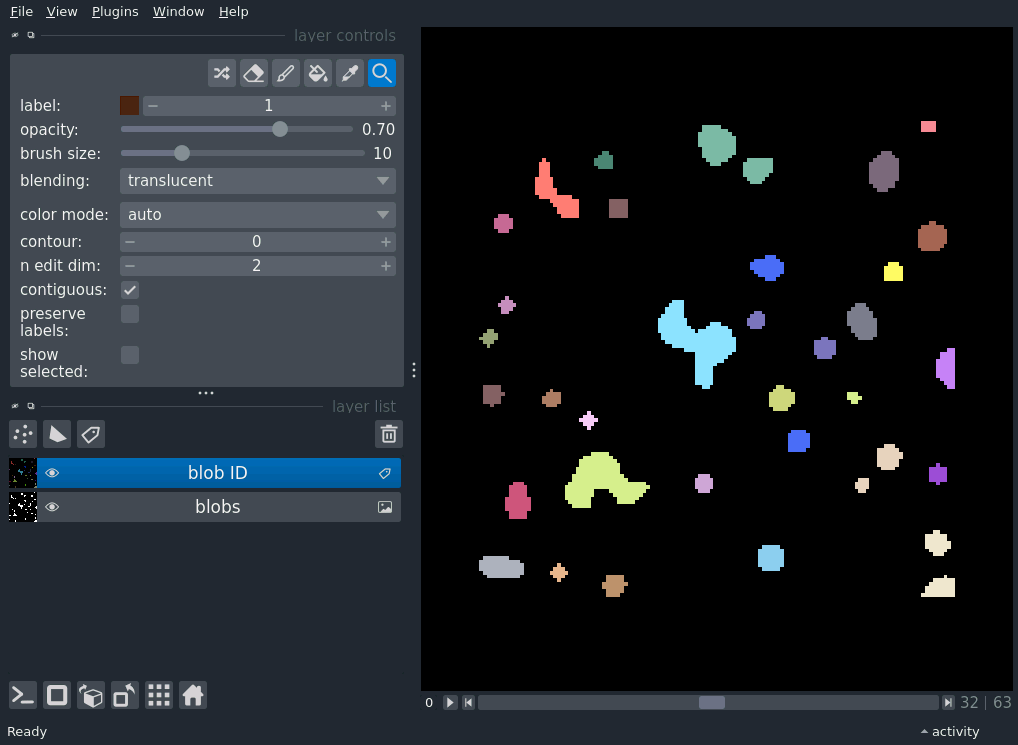 File View Plugins Window Help
layer controls
label: 1
opacity: 0.70
brush size: 10
blending: translucent
color mode: auto
contour: 0
n edit dim: 2
contiguous:
preserve
labels:
show
selected:
layer list
blob ID
blobs
0 32 | 63
Ready activity